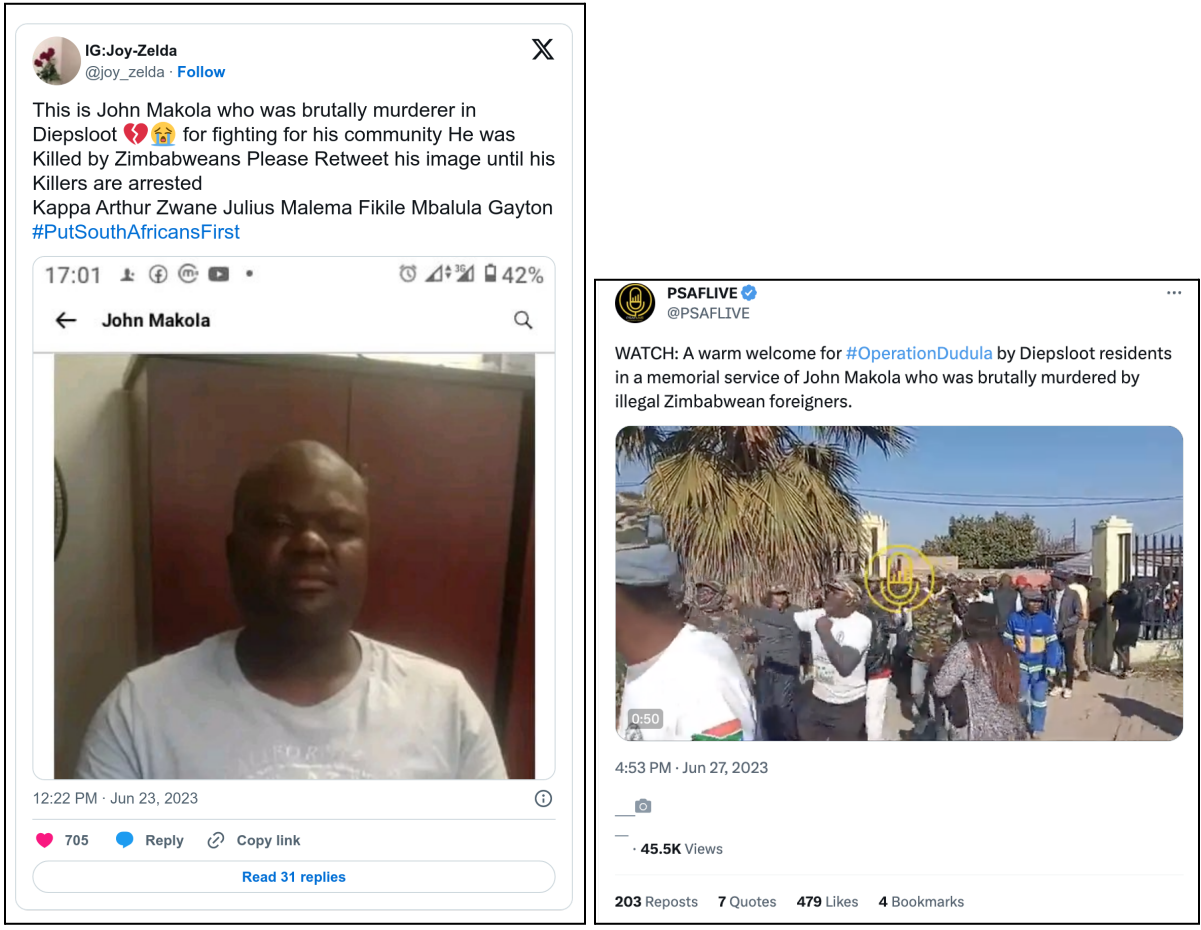 IG:Joy-Zelda
@joy_zelda · Follow
This is John Makola who was brutally murderer in
Diepsloot 💔😭 for fighting for his community He was
Killed by Zimbabweans Please Retweet his image until his
Killers are arrested
Kappa Arthur Zwane Julius Malema Fikile Mbalula Gayton
#PutSouthAfricansFirst
17:01
3G 42%
John Makola
12:22 PM · Jun 23, 2023
705 Reply Copy link
Read 31 replies
PSAFLIVE
@PSAFLIVE
WATCH: A warm welcome for #OperationDudula by Diepsloot residents
in a memorial service of John Makola who was brutally murdered by
illegal Zimbabwean foreigners.
0:50
4:53 PM · Jun 27, 2023
· 45.5K Views
203 Reposts 7 Quotes 479 Likes 4 Bookmarks